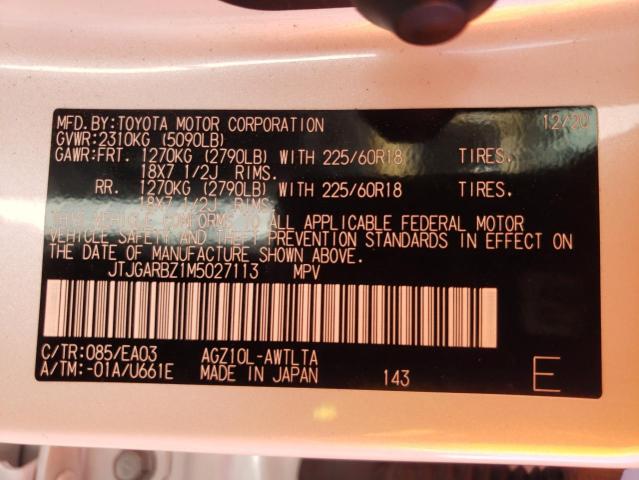 MFD.BY:TOYOTA MOTOR CORPORATION 12/20
GVWR:2310KG (5090LB)
GAWR:FRT. 1270KG (2790LB) WITH 225/60R18 TIRES.
18X7 1/2J RIMS.
RR. 1270KG (2790LB) WITH 225/60R18 TIRES.
18X7 1/2J RIMS.
THIS VEHICLE CONFORMS TO ALL APPLICABLE FEDERAL MOTOR
VEHICLE SAFETY AND THEFT PREVENTION STANDARDS IN EFFECT ON
THE DATE OF MANUFACTURE SHOWN ABOVE.
JTJGARBZ1M5027113 MPV
C/TR:085/EA03 AGZ10L-AWTLTA
A/TM:-01A/U661E MADE IN JAPAN 143 E